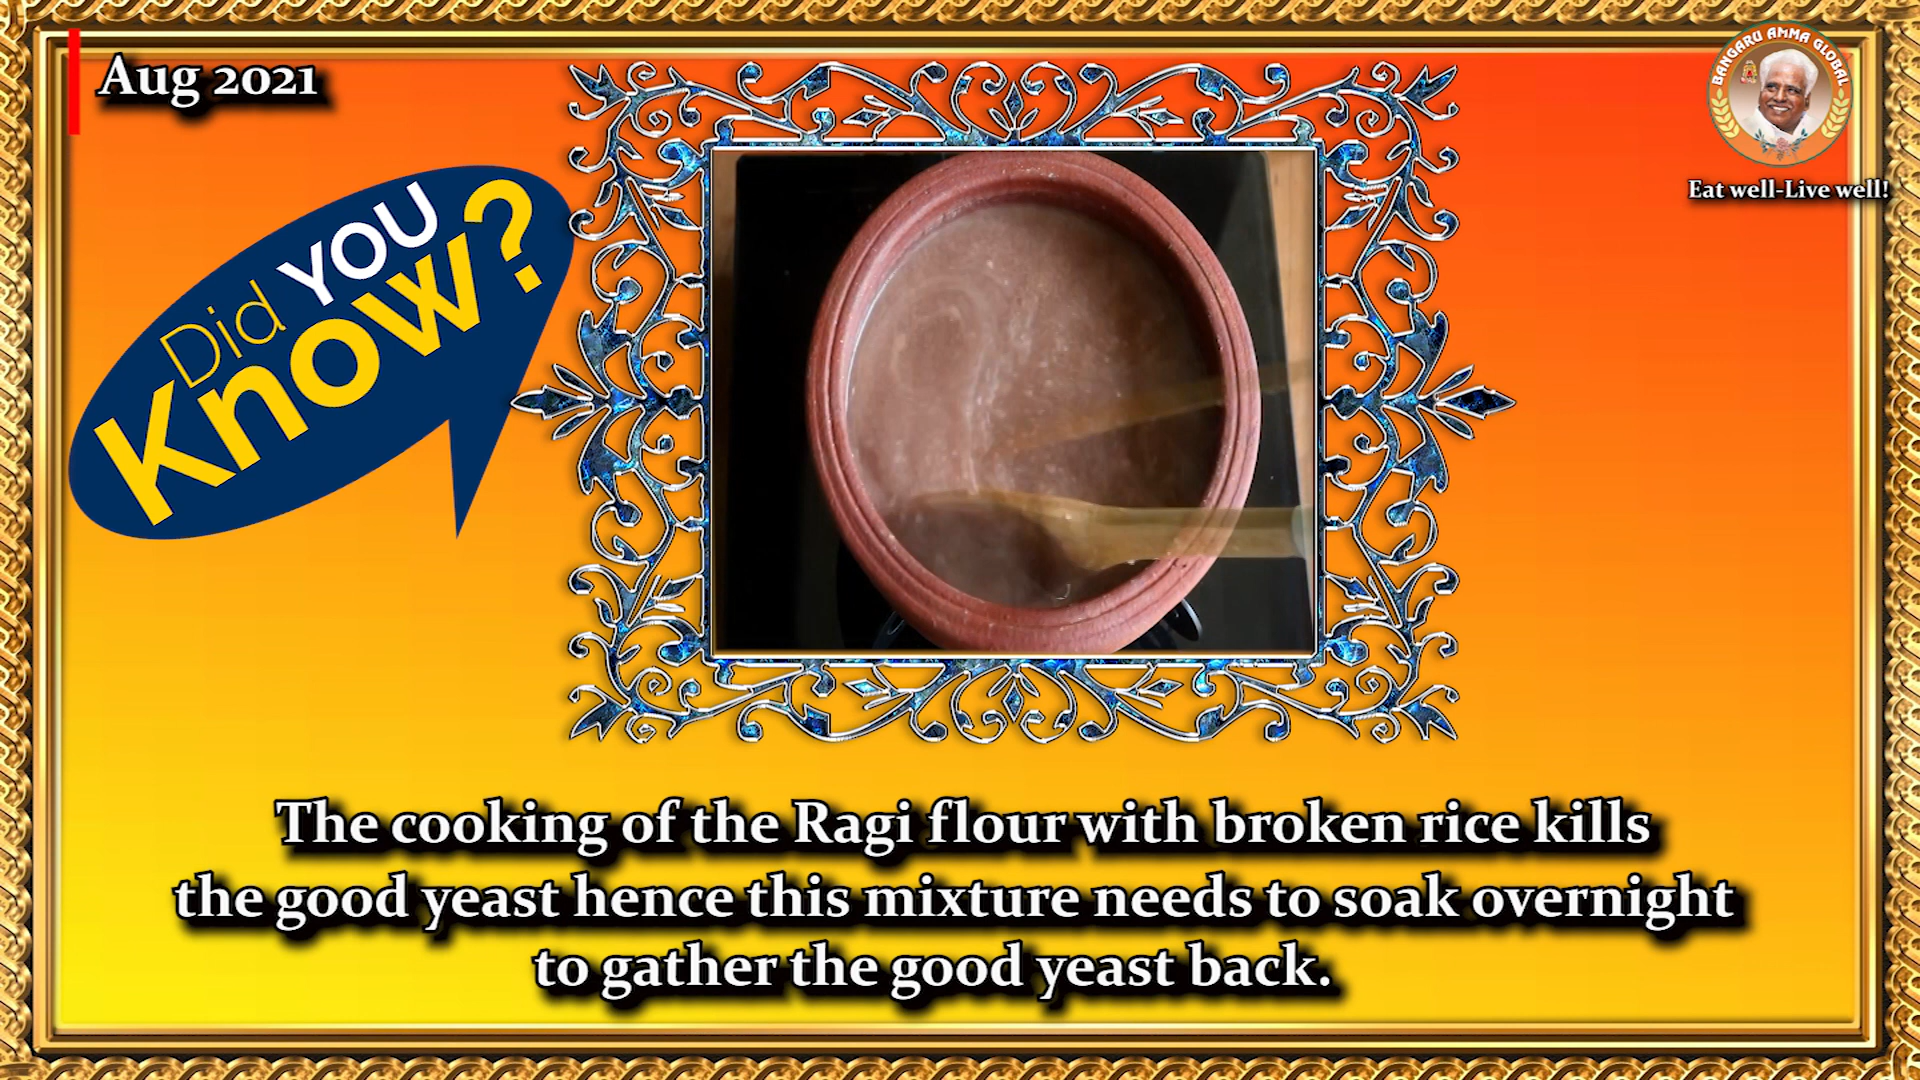 Aug 2021
BANGARU AMMA GLOBAL
Eat well-Live well!
Did YOU
Know?
The cooking of the Ragi flour with broken rice kills
the good yeast hence this mixture needs to soak overnight
to gather the good yeast back.